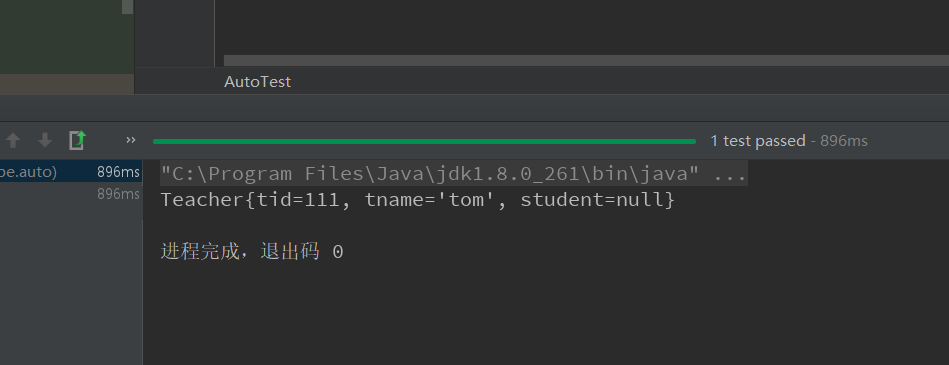 AutoTest
›› 1 test passed - 896ms
be.auto) 896ms
896ms
"C:\Program Files\Java\jdk1.8.0_261\bin\java" ...
Teacher{tid=111, tname='tom', student=null}
进程完成，退出码 0